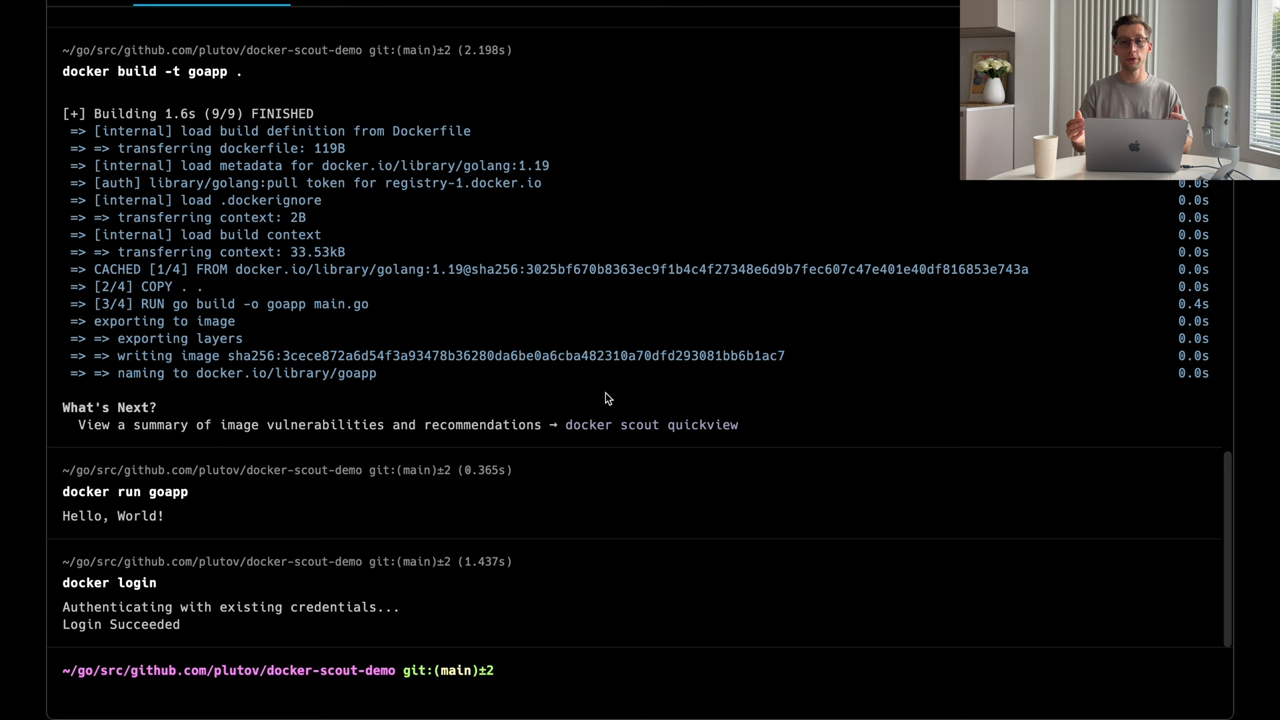 ~/go/src/github.com/plutov/docker-scout-demo git:(main)±2 (2.198s)
docker build -t goapp .
[+] Building 1.6s (9/9) FINISHED
=> [internal] load build definition from Dockerfile
=> => transferring dockerfile: 119B
=> [internal] load metadata for docker.io/library/golang:1.19
=> [auth] library/golang:pull token for registry-1.docker.io 0.0s
=> [internal] load .dockerignore 0.0s
=> => transferring context: 2B 0.0s
=> [internal] load build context 0.0s
=> => transferring context: 33.53kB 0.0s
=> CACHED [1/4] FROM docker.io/library/golang:1.19@sha256:3025bf670b8363ec9f1b4c4f27348e6d9b7fec607c47e401e40df816853e743a 0.0s
=> [2/4] COPY . . 0.0s
=> [3/4] RUN go build -o goapp main.go 0.4s
=> exporting to image 0.0s
=> => exporting layers 0.0s
=> => writing image sha256:3cece872a6d54f3a93478b36280da6be0a6cba482310a70dfd293081bb6b1ac7 0.0s
=> => naming to docker.io/library/goapp 0.0s
What's Next?
View a summary of image vulnerabilities and recommendations → docker scout quickview
~/go/src/github.com/plutov/docker-scout-demo git:(main)±2 (0.365s)
docker run goapp
Hello, World!
~/go/src/github.com/plutov/docker-scout-demo git:(main)±2 (1.437s)
docker login
Authenticating with existing credentials...
Login Succeeded
~/go/src/github.com/plutov/docker-scout-demo git:(main)±2